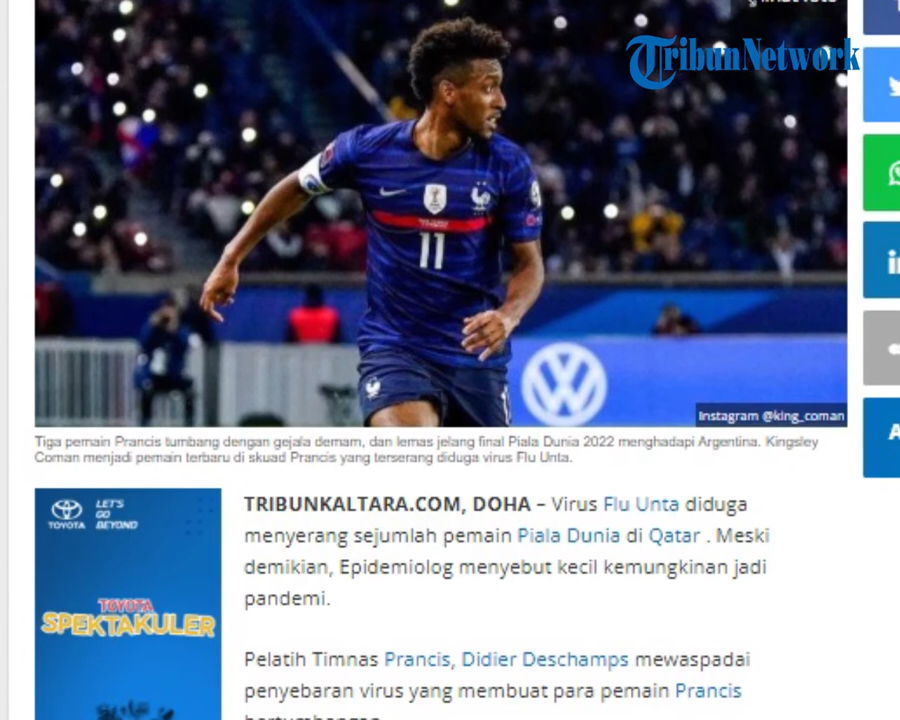 TribunNetwork
11
Instagram @king_coman
Tiga pemain Prancis tumbang dengan gejala demam, dan lemas jelang final Piala Dunia 2022 menghadapi Argentina. Kingsley
Coman menjadi pemain terbaru di skuad Prancis yang terserang diduga virus Flu Unta.
TOYOTA
LET'S
GO
BEYOND
TOYOTA
SPEKTAKULER
TRIBUNKALTARA.COM, DOHA – Virus Flu Unta diduga
menyerang sejumlah pemain Piala Dunia di Qatar . Meski
demikian, Epidemiolog menyebut kecil kemungkinan jadi
pandemi.
Pelatih Timnas Prancis, Didier Deschamps mewaspadai
penyebaran virus yang membuat para pemain Prancis